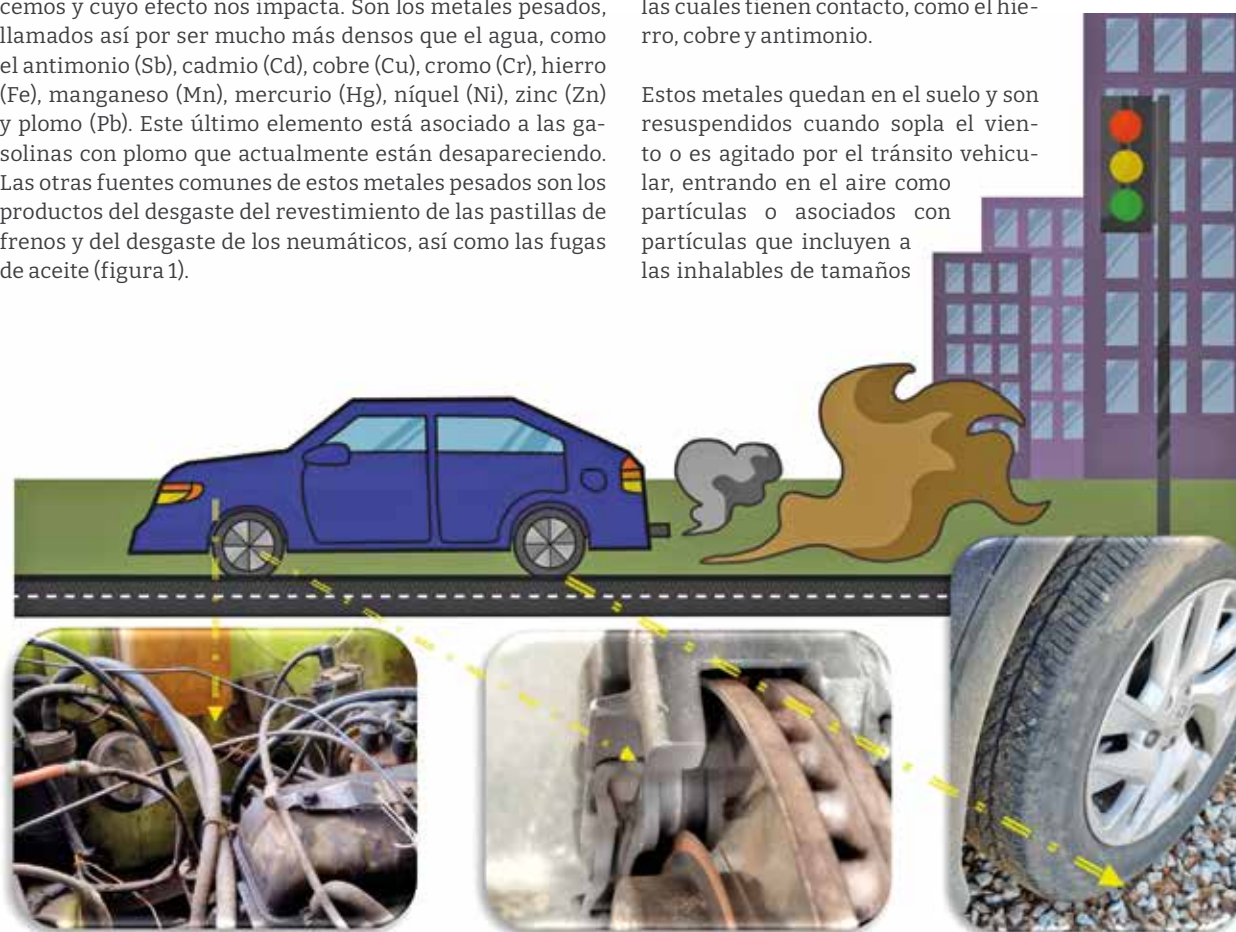 cemos y cuyo efecto nos impacta. Son los metales pesados,
llamados así por ser mucho más densos que el agua, como
el antimonio (Sb), cadmio (Cd), cobre (Cu), cromo (Cr), hierro
(Fe), manganeso (Mn), mercurio (Hg), níquel (Ni), zinc (Zn)
y plomo (Pb). Este último elemento está asociado a las ga-
solinas con plomo que actualmente están desapareciendo.
Las otras fuentes comunes de estos metales pesados son los
productos del desgaste del revestimiento de las pastillas de
frenos y del desgaste de los neumáticos, así como las fugas
de aceite (figura 1).
las cuales tienen contacto, como el hie-
rro, cobre y antimonio.
Estos metales quedan en el suelo y son
resuspendidos cuando sopla el vien-
to o es agitado por el tránsito vehicu-
lar, entrando en el aire como
partículas o asociados con
partículas que incluyen a
las inhalables de tamaños